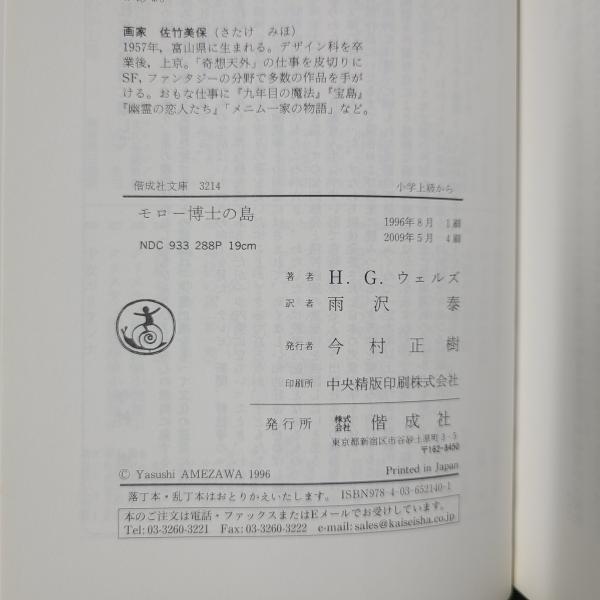 画家　佐竹美保（さたけ　みほ）
1957年，富山県に生まれる。デザイン科を卒
業後，上京。「奇想天外」の仕事を皮切りに
SF，ファンタジーの分野で多数の作品を手が
ける。おもな仕事に『九年目の魔法』『宝島』
『幽霊の恋人たち』「メニム一家の物語」など。
偕成社文庫　3214　小学上級から
モロー博士の島
1996年8月　1刷
2009年5月　4刷
NDC 933 288P 19cm
著者　H．G．ウェルズ
訳者　雨沢　泰
発行者　今村正樹
印刷所　中央精版印刷株式会社
発行所　株式会社　偕成社
東京都新宿区市谷砂土原町3-5
〒162-8450
© Yasushi AMEZAWA 1996　Printed in Japan
落丁本・乱丁本はおとりかえいたします。 ISBN978-4-03-652140-1
本のご注文は電話・ファックスまたはEメールでお受けしています。
Tel: 03-3260-3221　Fax: 03-3260-3222　e-mail: sales@kaiseisha.co.jp